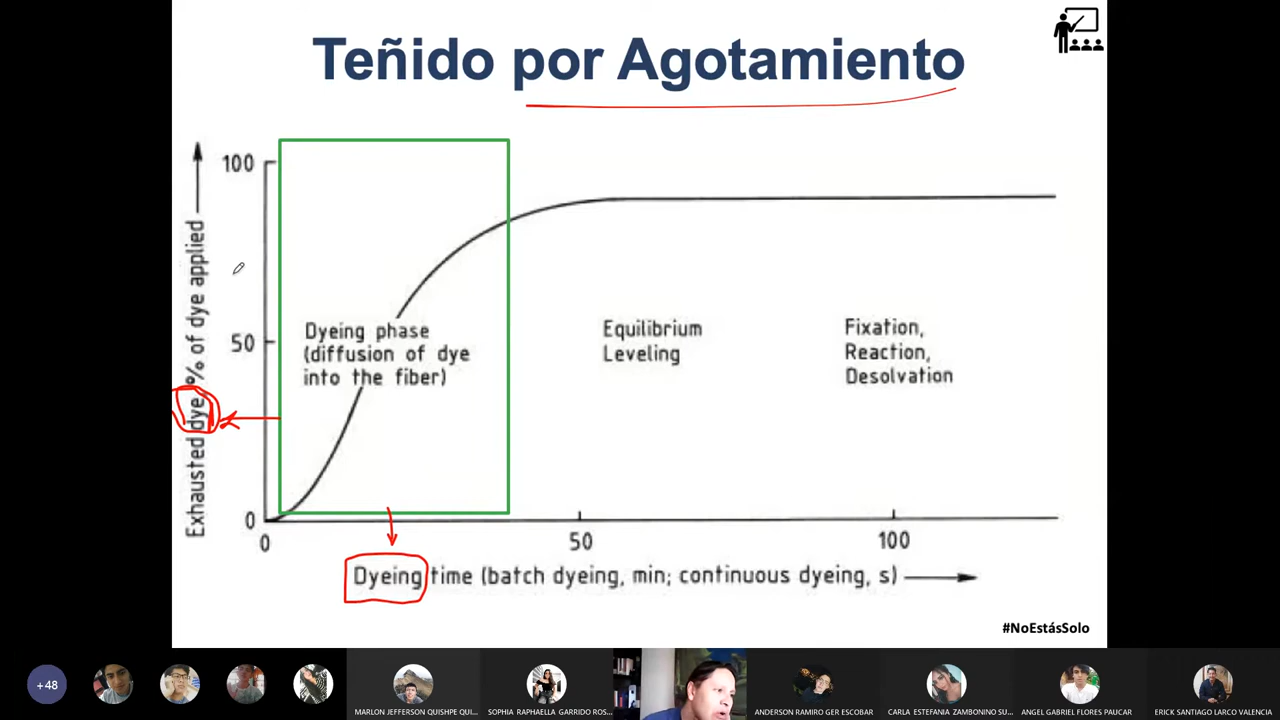 Teñido por Agotamiento
100
50
0
Exhausted dye, % of dye applied
Dyeing phase
(diffusion of dye
into the fiber)
Equilibrium
Leveling
Fixation,
Reaction,
Desolvation
0
50
100
Dyeing time (batch dyeing, min; continuous dyeing, s)
#NoEstásSolo
+48
MARLON JEFFERSON QUISHPE QUI...
SOPHIA RAPHAELLA GARRIDO ROS...
ANDERSON RAMIRO GER ESCOBAR
CARLA ESTEFANIA ZAMBONINO SU...
ANGEL GABRIEL FLORES PAUCAR
ERICK SANTIAGO LARCO VALENCIA